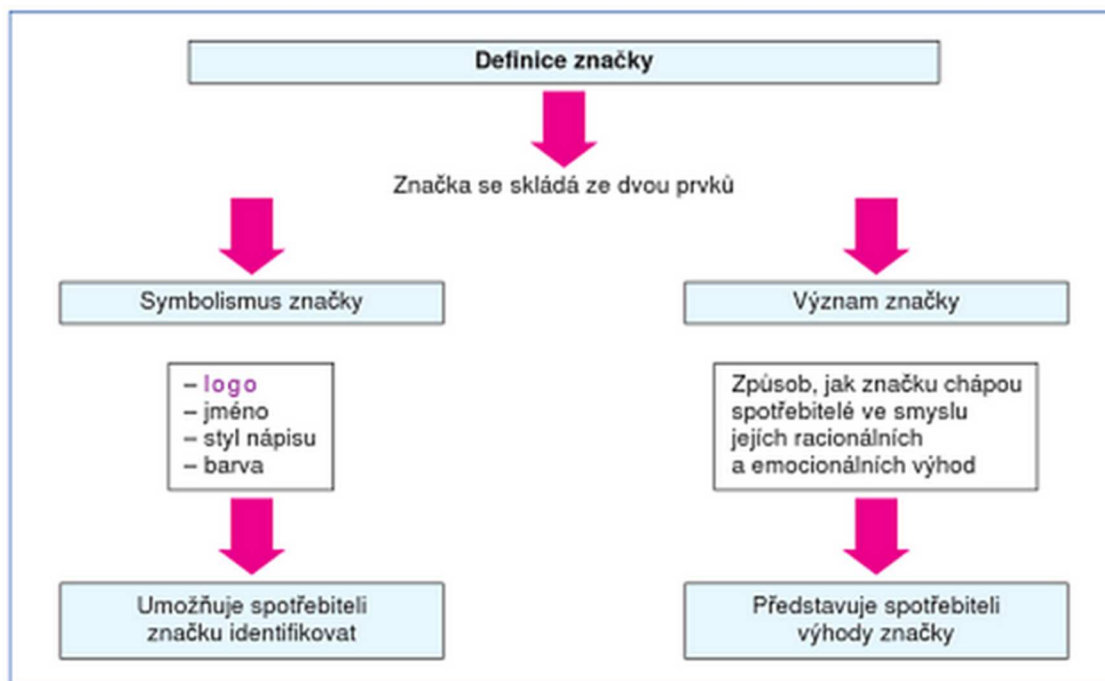 Definice značky
Značka se skládá ze dvou prvků
Symbolismus značky
– logo
– jméno
– styl nápisu
– barva
Umožňuje spotřebiteli
značku identifikovat
Význam značky
Způsob, jak značku chápou
spotřebitelé ve smyslu
jejích racionálních
a emocionálních výhod
Představuje spotřebiteli
výhody značky